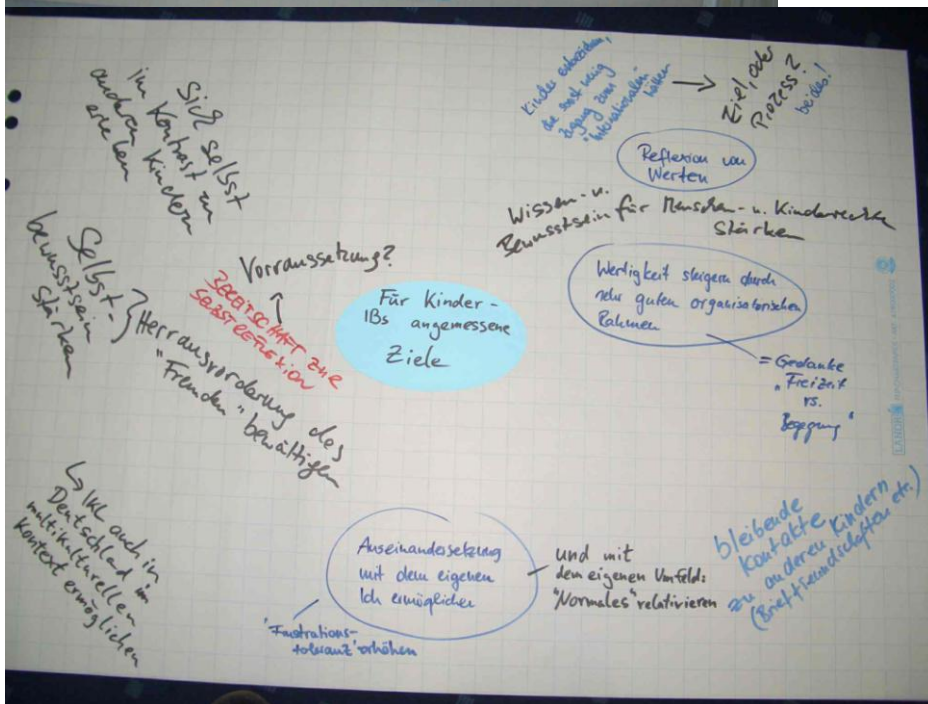 Für Kinder-
IBs angemessene
Ziele
Sich selbst
im Kontrast zu
anderen Kindern
erleben
Kinder einbeziehen,
die sonst wenig
Zugang zum
"Internationalen"
haben
Ziel, oder
Prozess?
beides!
Reflexion von
Werten
Wissen- u.
Bewusstsein für Menschen- u. Kinderrechte
Stärken
Wertigkeit steigern durch
sehr guten organisatorischen
Rahmen
= Gedanke
"Freizeit
vs.
Begegnung"
Vorraussetzung?
BEREITSCHAFT ZUR
SELBSTREFLEXION
Selbst-
bewusstsein
Stärken
Herrausvorderung des
"Fremden" bewältigen
IKL auch in
Deutschland im
multikulturellen
Kontext ermöglichen
Auseinandersetzung
mit dem eigenen
Ich ermöglichen
"Frustrations-
toleranz" erhöhen
und mit
dem eigenen Umfeld:
"Normales" relativieren
bleibende
Kontakte
zu anderen Kindern
(Brieffreundschaften etc.)